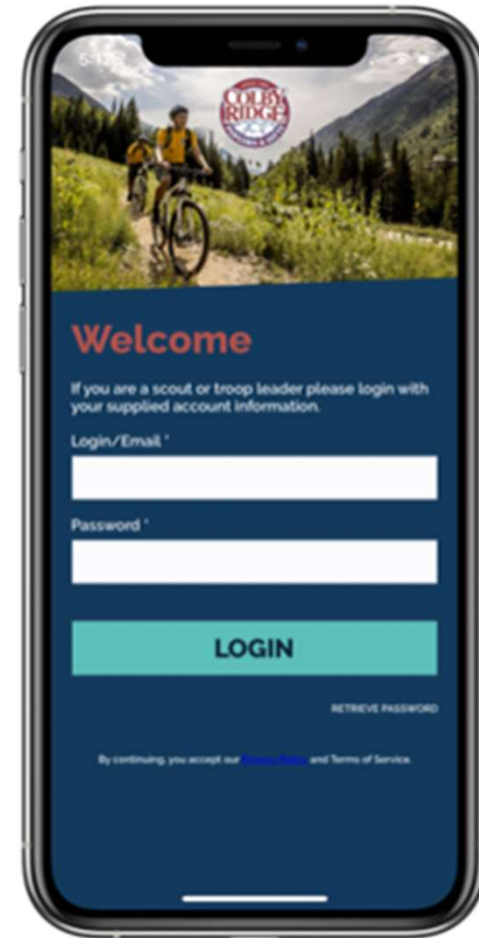 COLBY
RIDGE
Welcome
If you are a scout or troop leader please login with
your supplied account information.
Login/Email *
Password *
LOGIN
RETRIEVE PASSWORD
By continuing, you accept our Privacy Policy and Terms of Service.